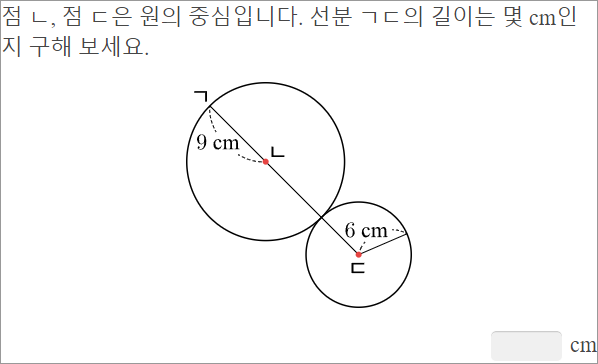 점 ㄴ, 점 ㄷ은 원의 중심입니다. 선분 ㄱㄷ의 길이는 몇 cm인
지 구해 보세요.
ㄱ
9 cm
ㄴ
6 cm
ㄷ
cm